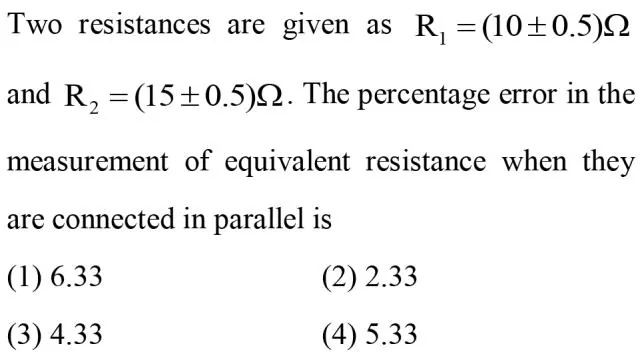 Two resistances are given as R₁ = (10 ± 0.5)Ω
and R₂ = (15 ± 0.5)Ω. The percentage error in the
measurement of equivalent resistance when they
are connected in parallel is
(1) 6.33 (2) 2.33
(3) 4.33 (4) 5.33